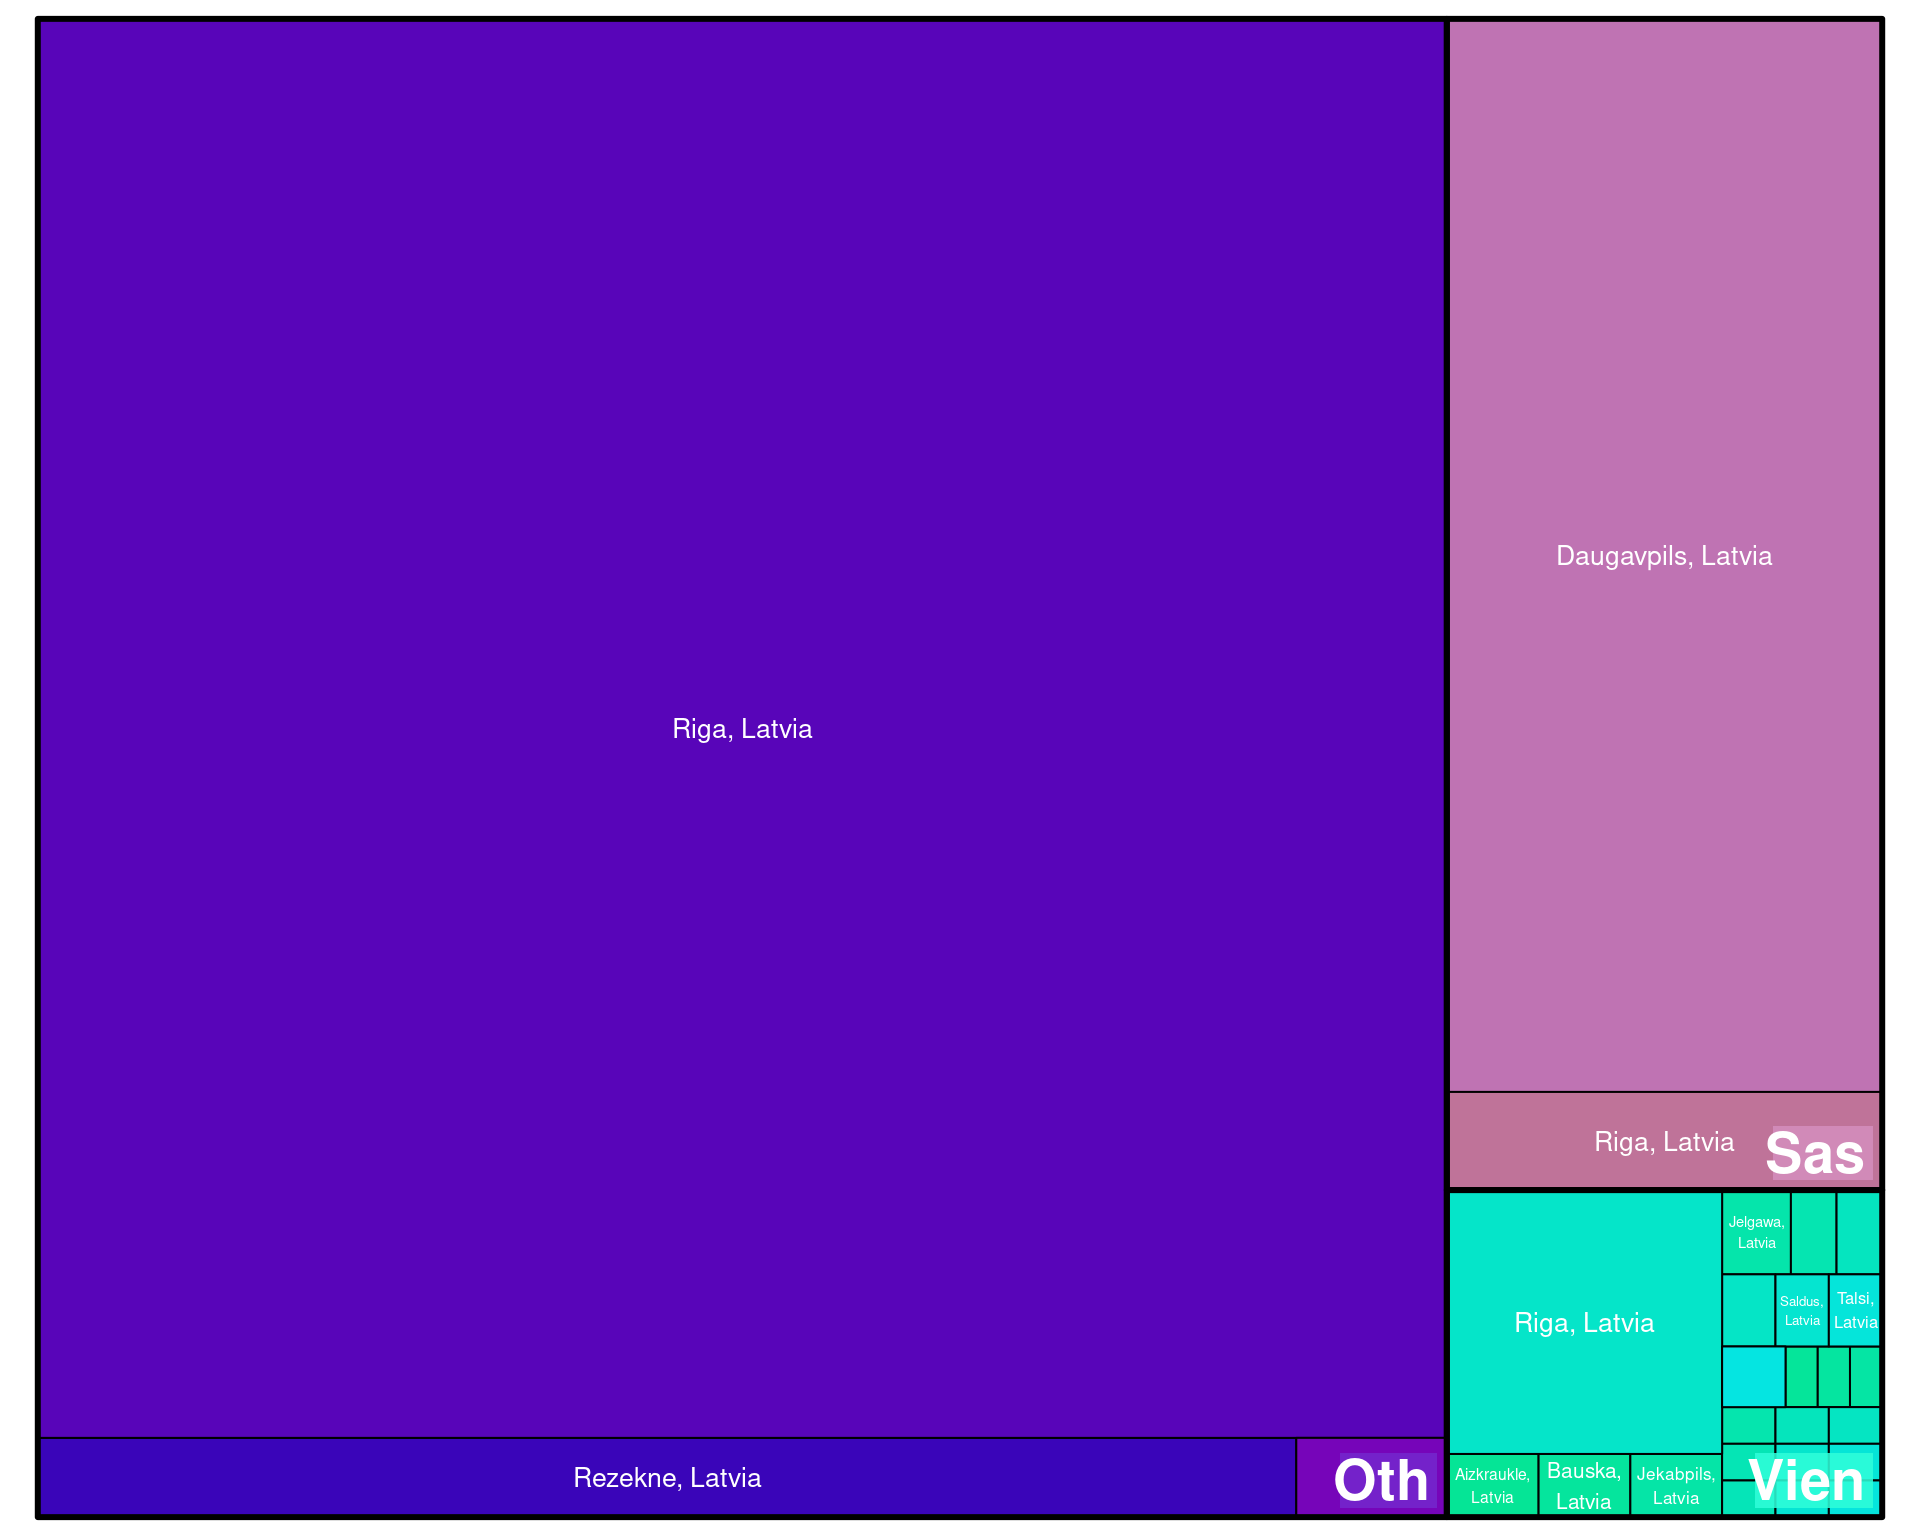 Riga, Latvia
Rezekne, Latvia
Oth
Daugavpils, Latvia
Riga, Latvia
Sas
Riga, Latvia
Jelgawa,
Latvia
Saldus,
Latvia
Talsi,
Latvia
Aizkraukle,
Latvia
Bauska,
Latvia
Jekabpils,
Latvia
Vien